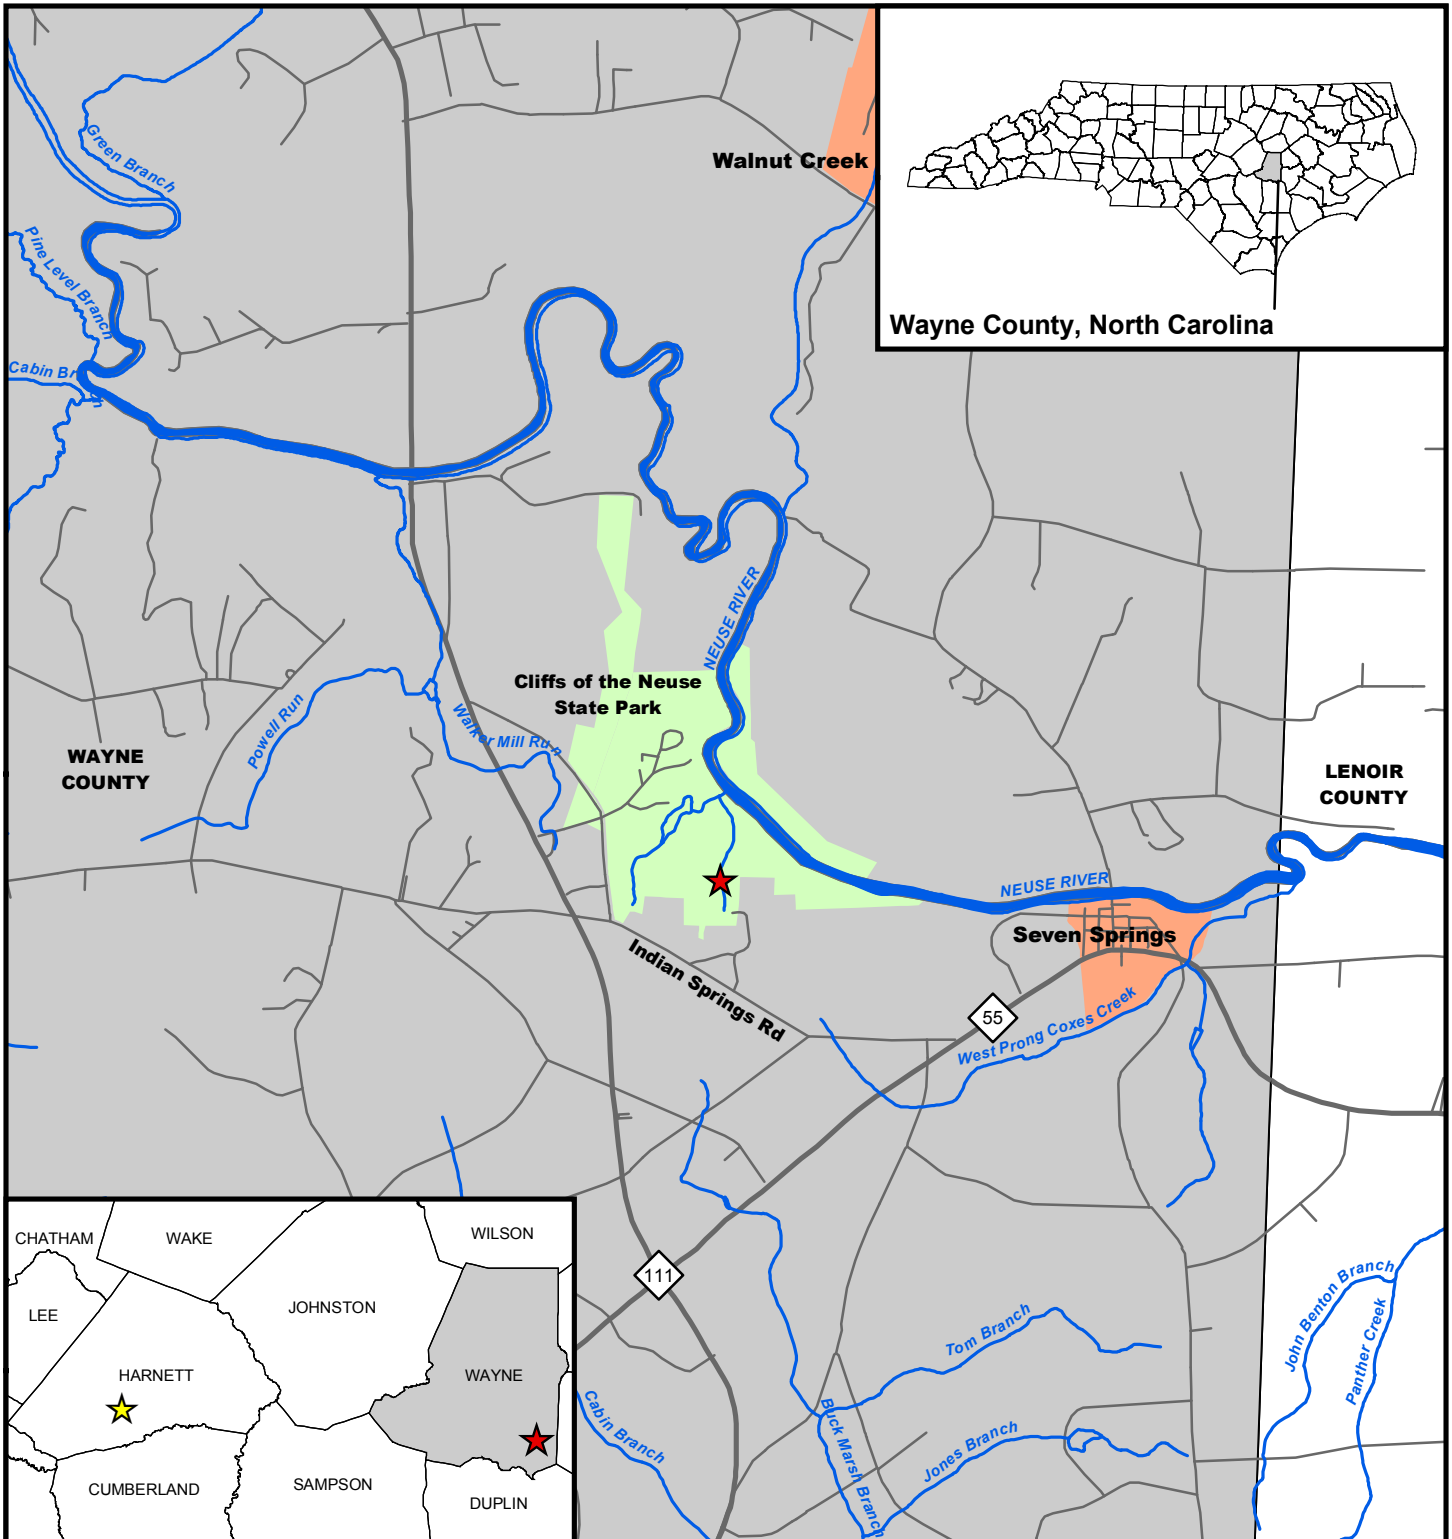 Green Branch
Walnut Creek
Wayne County, North Carolina
Pine Level Branch
Cabin Branch
NEUSE RIVER
Cliffs of the Neuse
State Park
Powell Run
Walker Mill Run
WAYNE
COUNTY
LENOIR
COUNTY
NEUSE RIVER
Seven Springs
Indian Springs Rd
55
West Prong Coxes Creek
111
CHATHAM
WAKE
WILSON
LEE
JOHNSTON
HARNETT
WAYNE
CUMBERLAND
SAMPSON
DUPLIN
Tom Branch
John Benton Branch
Panther Creek
Cabin Branch
Buck Marsh Branch
Jones Branch